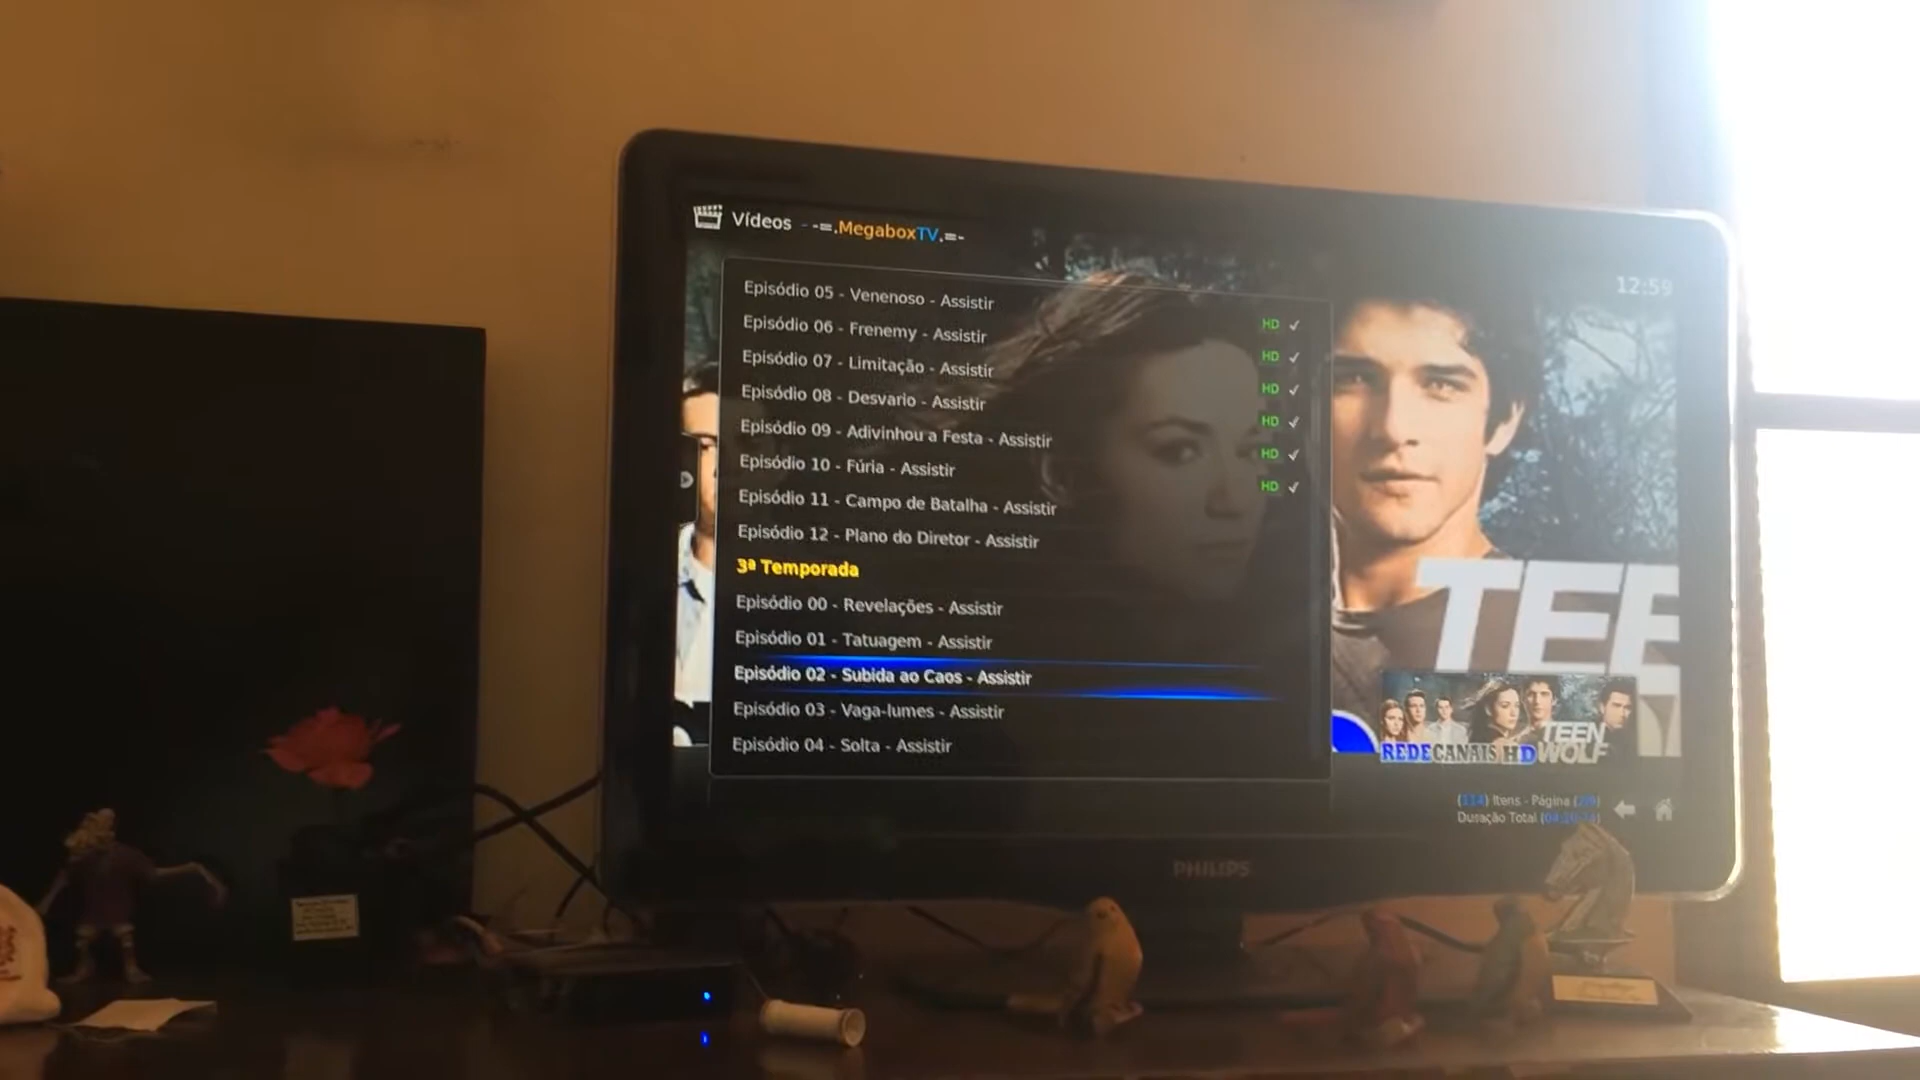 Vídeos - -=.MegaboxTV.=-
12:59
Episódio 05 - Venenoso - Assistir
Episódio 06 - Frenemy - Assistir
HD
Episódio 07 - Limitação - Assistir
HD
Episódio 08 - Desvario - Assistir
HD
Episódio 09 - Adivinhou a Festa - Assistir
HD
Episódio 10 - Fúria - Assistir
HD
Episódio 11 - Campo de Batalha - Assistir
HD
Episódio 12 - Plano do Diretor - Assistir
3ª Temporada
Episódio 00 - Revelações - Assistir
Episódio 01 - Tatuagem - Assistir
Episódio 02 - Subida ao Caos - Assistir
Episódio 03 - Vaga-lumes - Assistir
Episódio 04 - Solta - Assistir
TEE
TEEN
WOLF
REDECANAIS HD
Itens - Página
Duração Total
PHILIPS